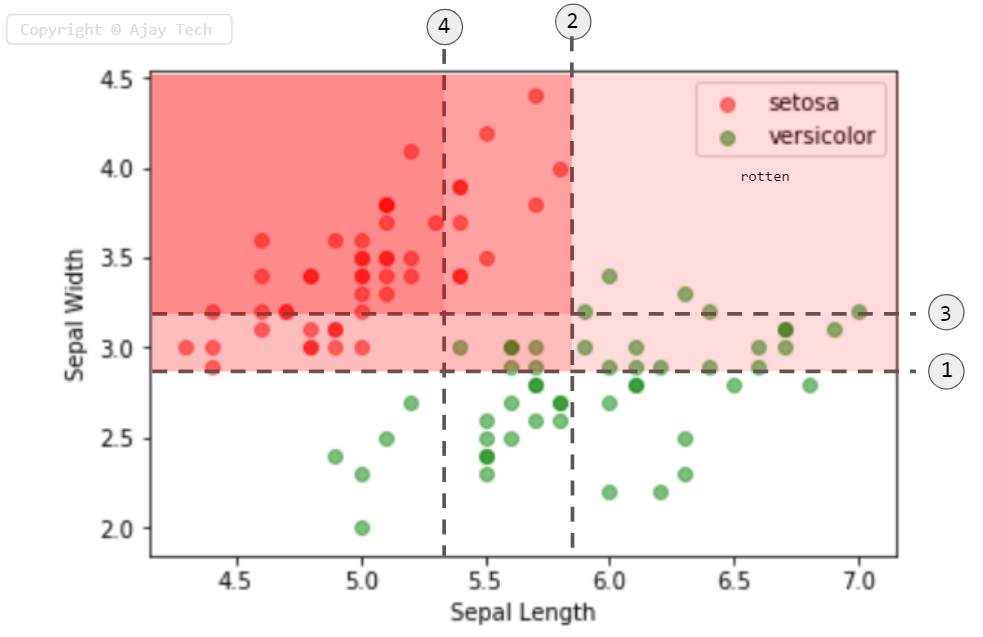 Copyright © Ajay Tech
4
2
4.5
setosa
versicolor
4.0
rotten
3.5
3
3.0
1
2.5
2.0
Sepal Width
4.5 5.0 5.5 6.0 6.5 7.0
Sepal Length